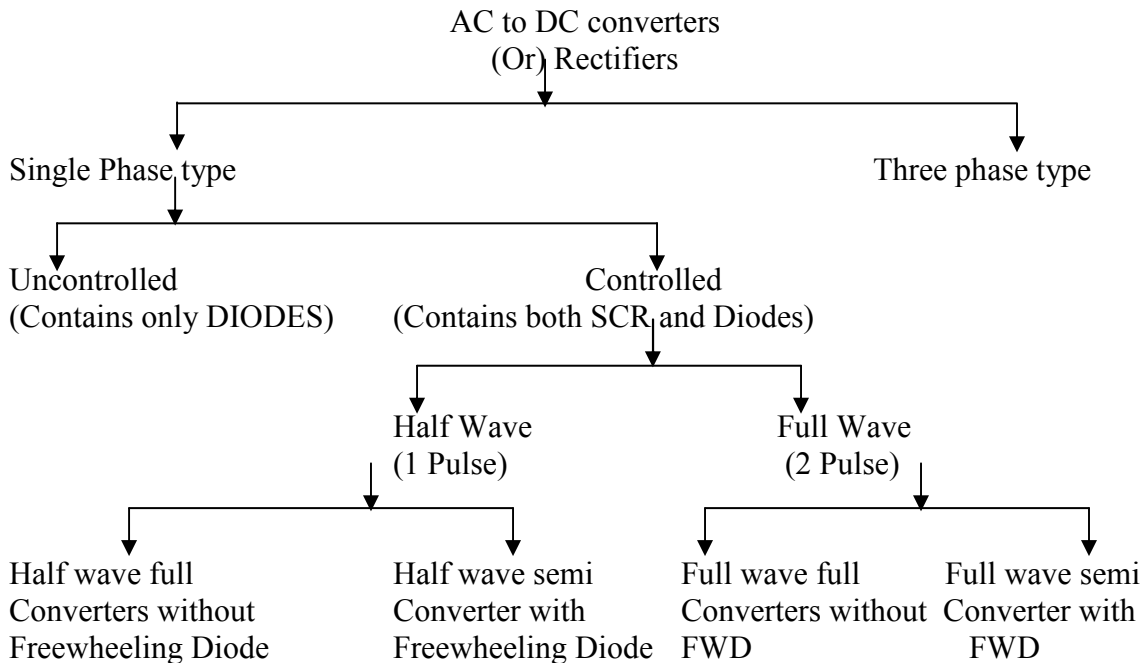 AC to DC converters
(Or) Rectifiers
Single Phase type
Three phase type
Uncontrolled
(Contains only DIODES)
Controlled
(Contains both SCR and Diodes)
Half Wave
(1 Pulse)
Full Wave
(2 Pulse)
Half wave full
Converters without
Freewheeling Diode
Half wave semi
Converter with
Freewheeling Diode
Full wave full
Converters without
FWD
Full wave semi
Converter with
FWD